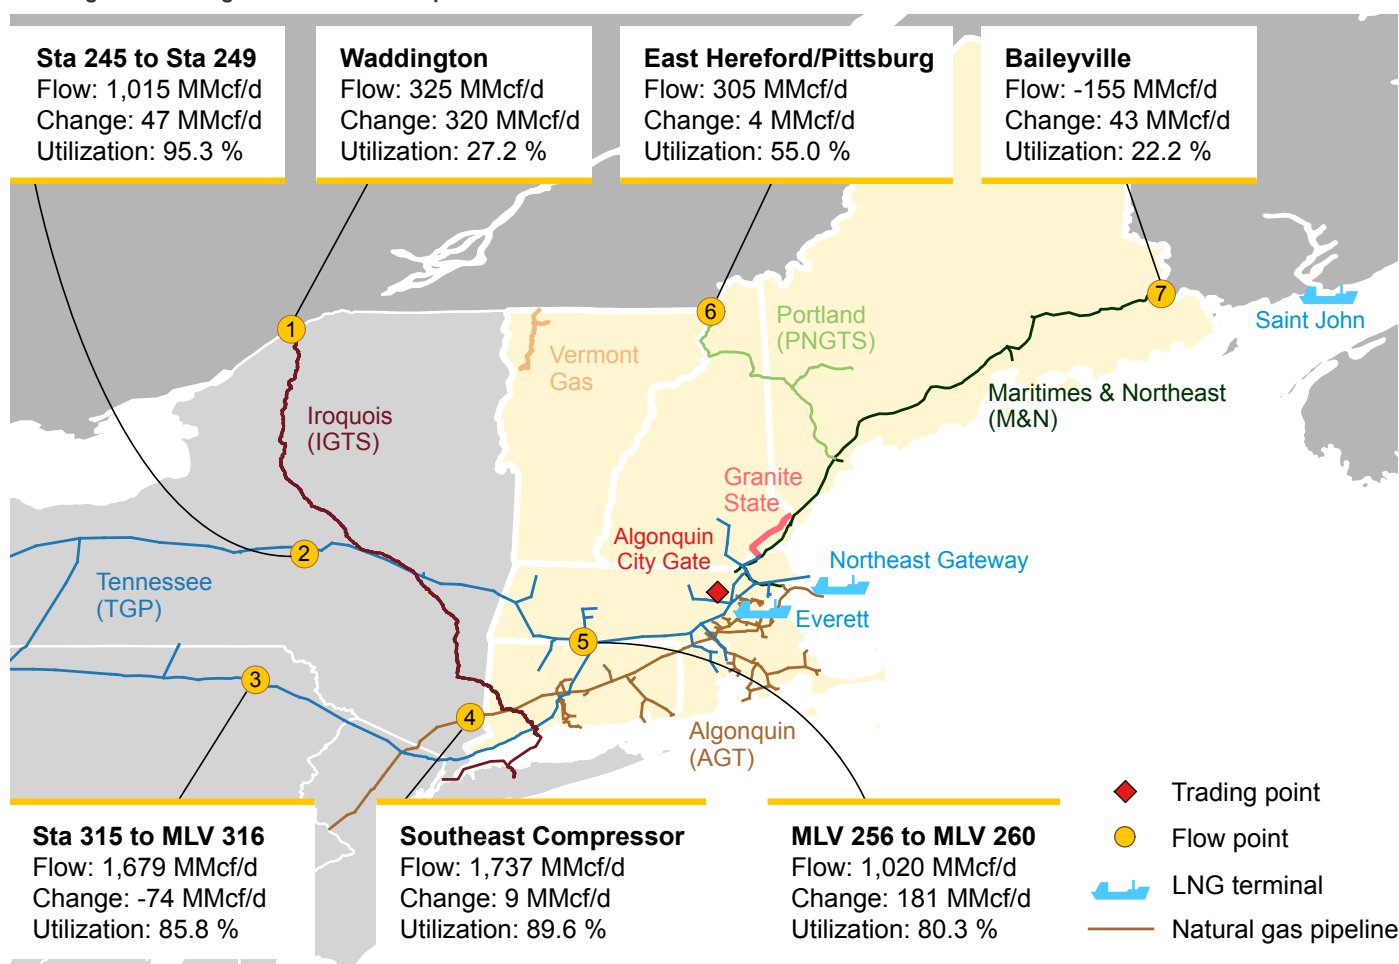 Sta 245 to Sta 249
Flow: 1,015 MMcf/d
Change: 47 MMcf/d
Utilization: 95.3 %
Waddington
Flow: 325 MMcf/d
Change: 320 MMcf/d
Utilization: 27.2 %
East Hereford/Pittsburg
Flow: 305 MMcf/d
Change: 4 MMcf/d
Utilization: 55.0 %
Baileyville
Flow: -155 MMcf/d
Change: 43 MMcf/d
Utilization: 22.2 %
7
6
1
Saint John
Portland
(PNGTS)
Vermont
Gas
Maritimes & Northeast
(M&N)
Iroquois
(IGTS)
Granite
State
Algonquin
City Gate
2
Northeast Gateway
Tennessee
(TGP)
Everett
5
3
4
Algonquin
(AGT)
Sta 315 to MLV 316
Flow: 1,679 MMcf/d
Change: -74 MMcf/d
Utilization: 85.8 %
Southeast Compressor
Flow: 1,737 MMcf/d
Change: 9 MMcf/d
Utilization: 89.6 %
MLV 256 to MLV 260
Flow: 1,020 MMcf/d
Change: 181 MMcf/d
Utilization: 80.3 %
Trading point
Flow point
LNG terminal
Natural gas pipeline